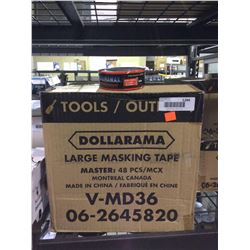 TOOLS / OUT
DOLLARAMA
LARGE MASKING TAPE
MASTER: 48 PCS/MCX
MONTREAL CANADA
MADE IN CHINA / FABRIQUÉ EN CHINE
V-MD36
06-2645820